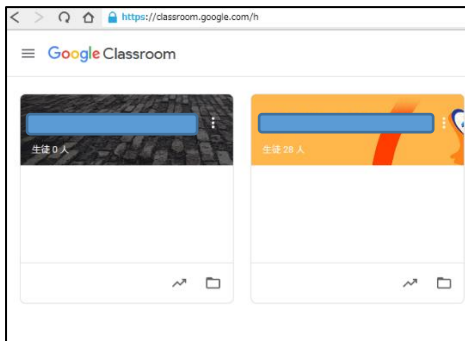 https://classroom.google.com/h
Google Classroom
生徒 0 人
生徒 28 人